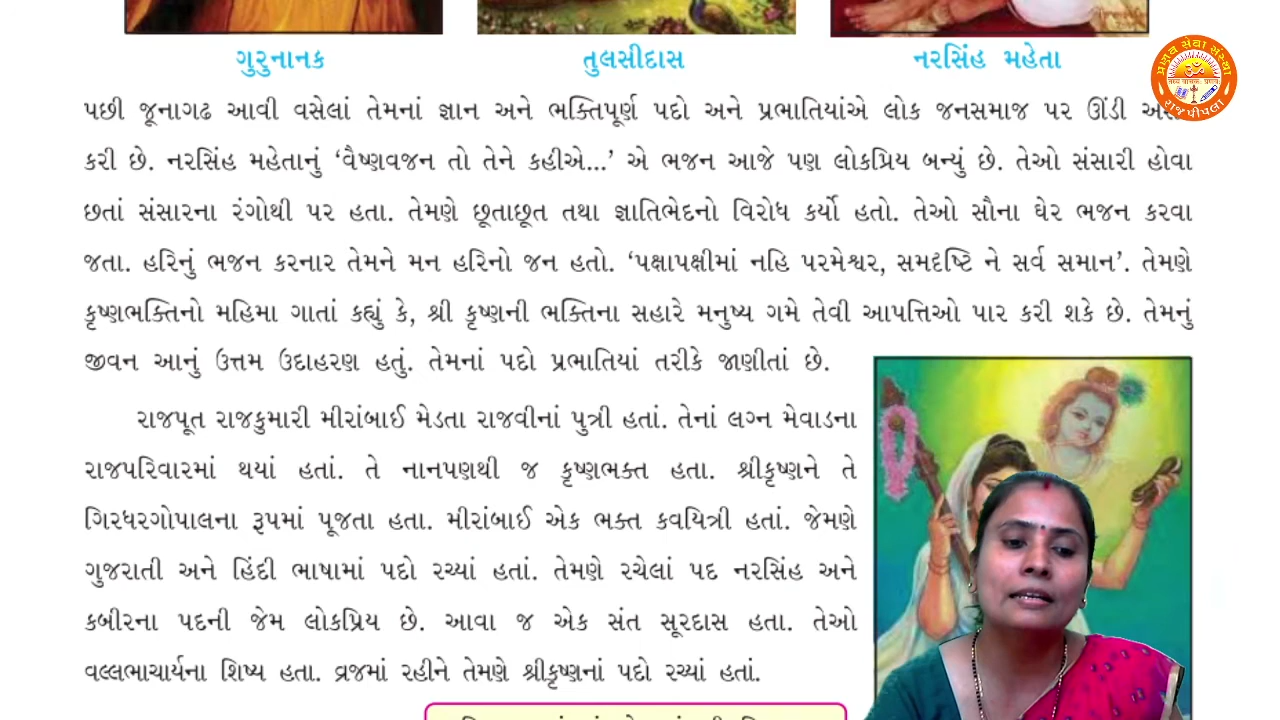 ગુરુનાનક
તુલસીદાસ
નરસિંહ મહેતા
પ્રણવ સેવા સંસ્થા
રાજપીપલા
પછી જૂનાગઢ આવી વસેલાં તેમનાં જ્ઞાન અને ભક્તિપૂર્ણ પદો અને પ્રભાતિયાંએ લોક જનસમાજ પર ઊંડી
કરી છે. નરસિંહ મહેતાનું ‘વૈષ્ણવજન તો તેને કહીએ...’ એ ભજન આજે પણ લોકપ્રિય બન્યું છે. તેઓ સંસારી હોવા
છતાં સંસારના રંગોથી પર હતા. તેમણે છૂતાછૂત તથા જ્ઞાતિભેદનો વિરોધ કર્યો હતો. તેઓ સૌના ઘેર ભજન કરવા
જતા. હરિનું ભજન કરનાર તેમને મન હરિનો જન હતો. ‘પક્ષાપક્ષીમાં નહિ પરમેશ્વર, સમદૃષ્ટિ ને સર્વ સમાન’. તેમણે
કૃષ્ણભક્તિનો મહિમા ગાતાં કહ્યું કે, શ્રી કૃષ્ણની ભક્તિના સહારે મનુષ્ય ગમે તેવી આપત્તિઓ પાર કરી શકે છે. તેમનું
જીવન આનું ઉત્તમ ઉદાહરણ હતું. તેમનાં પદો પ્રભાતિયાં તરીકે જાણીતાં છે.
રાજપૂત રાજકુમારી મીરાંબાઈ મેડતા રાજવીનાં પુત્રી હતાં. તેનાં લગ્ન મેવાડના
રાજપરિવારમાં થયાં હતાં. તે નાનપણથી જ કૃષ્ણભક્ત હતા. શ્રીકૃષ્ણને તે
ગિરધરગોપાલના રૂપમાં પૂજતા હતા. મીરાંબાઈ એક ભક્ત કવયિત્રી હતાં. જેમણે
ગુજરાતી અને હિંદી ભાષામાં પદો રચ્યાં હતાં. તેમણે રચેલાં પદ નરસિંહ અને
કબીરના પદની જેમ લોકપ્રિય છે. આવા જ એક સંત સૂરદાસ હતા. તેઓ
વલ્લભાચાર્યના શિષ્ય હતા. વ્રજમાં રહીને તેમણે શ્રીકૃષ્ણનાં પદો રચ્યાં હતાં.